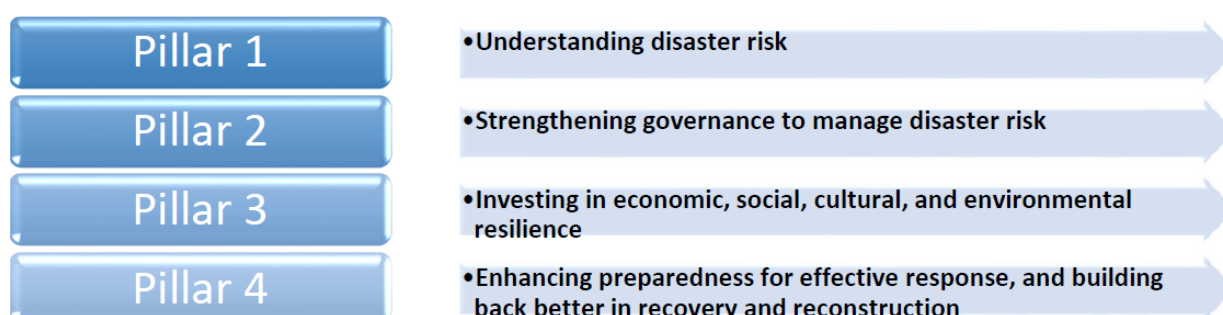 Pillar 1
•Understanding disaster risk
Pillar 2
•Strengthening governance to manage disaster risk
Pillar 3
•Investing in economic, social, cultural, and environmental
resilience
Pillar 4
•Enhancing preparedness for effective response, and building
back better in recovery and reconstruction